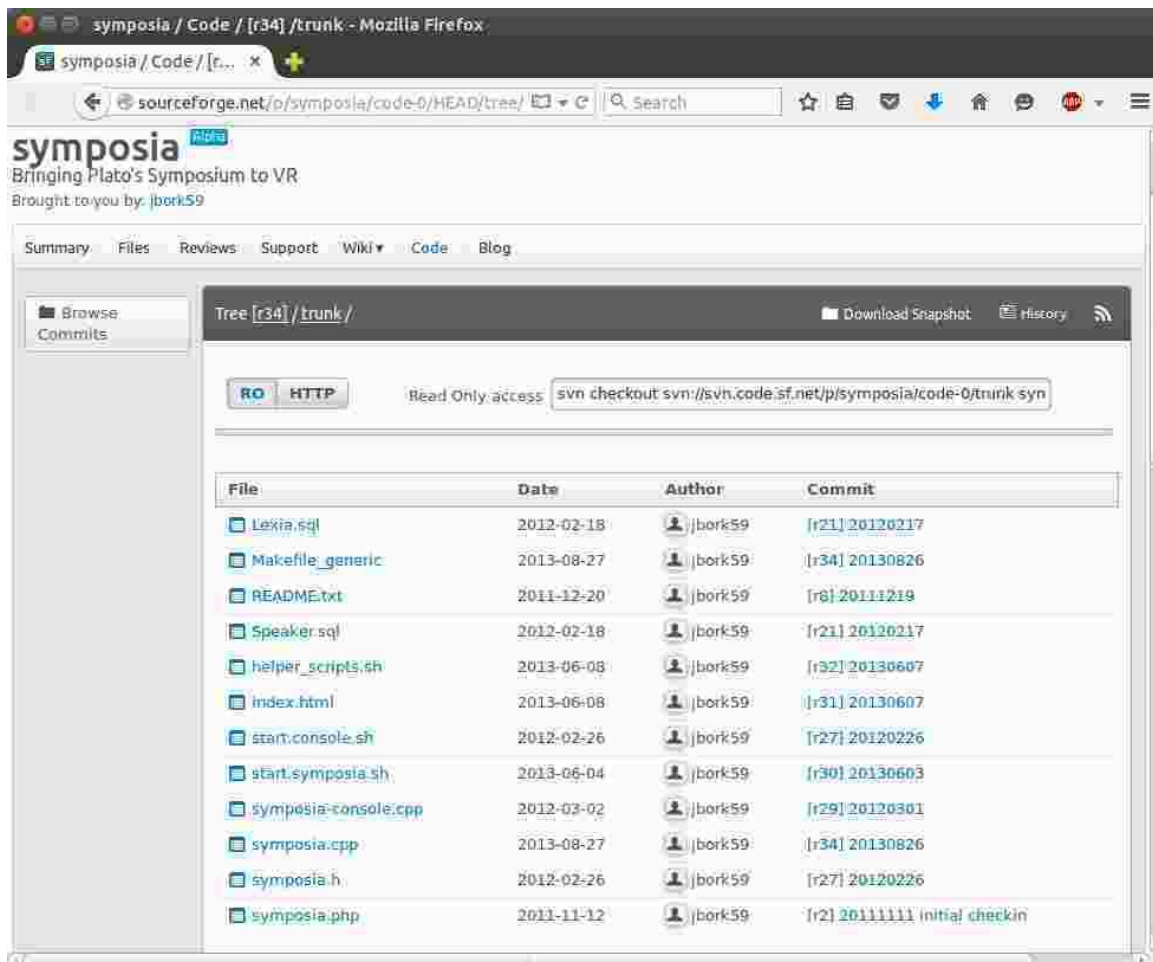 symposia / Code / [r34] /trunk - Mozilla Firefox
SF symposia / Code / [r... ×
sourceforge.net/p/symposia/code-0/HEAD/tree/ Search ABP
symposia Alpha
Bringing Plato's Symposium to VR
Brought to you by: jbork59
Summary Files Reviews Support Wiki Code Blog
Browse Commits
Tree [r34] / trunk / Download Snapshot History
RO HTTP Read Only access svn checkout svn://svn.code.sf.net/p/symposia/code-0/trunk syn
File Date Author Commit
Lexia.sql 2012-02-18 jbork59 [r21] 20120217
Makefile_generic 2013-08-27 jbork59 [r34] 20130826
README.txt 2011-12-20 jbork59 [r8] 20111219
Speaker.sql 2012-02-18 jbork59 [r21] 20120217
helper_scripts.sh 2013-06-08 jbork59 [r32] 20130607
index.html 2013-06-08 jbork59 [r31] 20130607
start.console.sh 2012-02-26 jbork59 [r27] 20120226
start.symposia.sh 2013-06-04 jbork59 [r30] 20130603
symposia-console.cpp 2012-03-02 jbork59 [r29] 20120301
symposia.cpp 2013-08-27 jbork59 [r34] 20130826
symposia.h 2012-02-26 jbork59 [r27] 20120226
symposia.php 2011-11-12 jbork59 [r2] 20111111 initial checkin